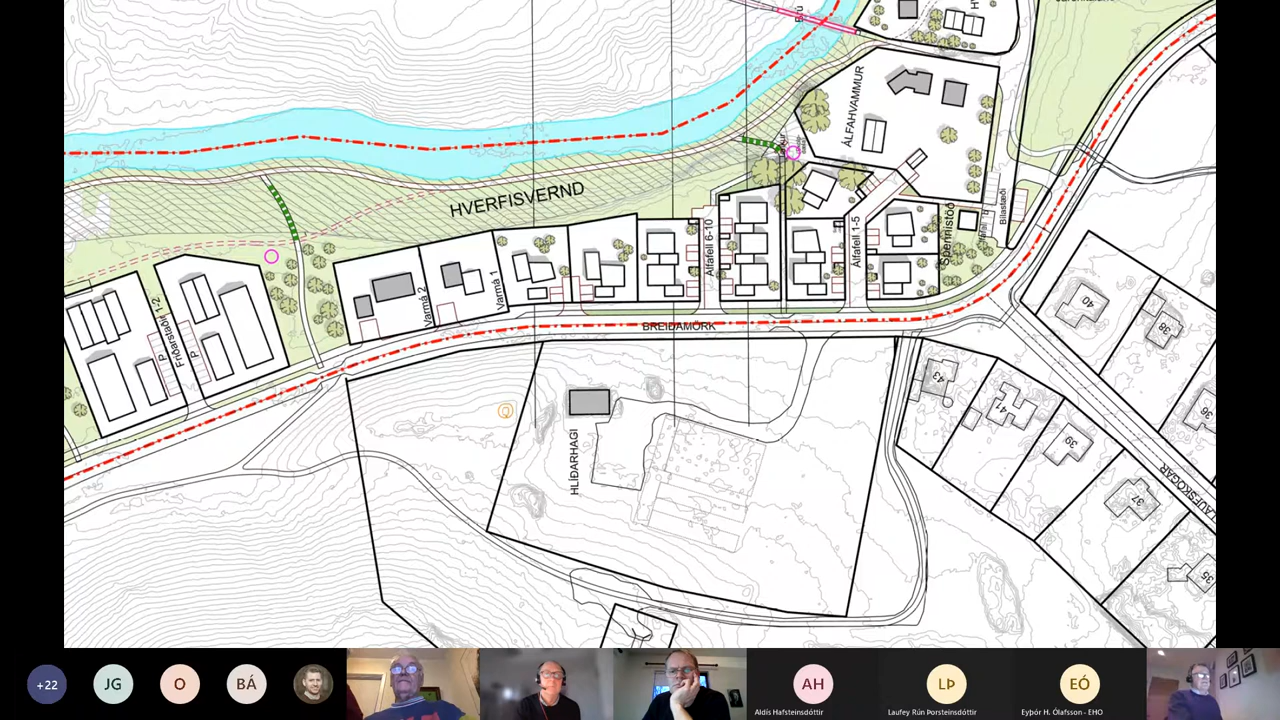 Brú
ÁLFAHVAMMUR
HVERFISVERND
Álfafell 6-10
Álfafell 1-5
Spennistöð
Bílastæði
Varmá 2
Varmá 1
Friðarstaðir 1-2
P
P
BREIÐAMÖRK
HLÍÐARHAGI
40
38
36
43
41
39
37
35
LAUFSKÓGAR
+22
JG
O
BÁ
AH
Aldís Hafsteinsdóttir
LÞ
Laufey Rún Þorsteinsdóttir
EÓ
Eyþór H. Ólafsson - EHO